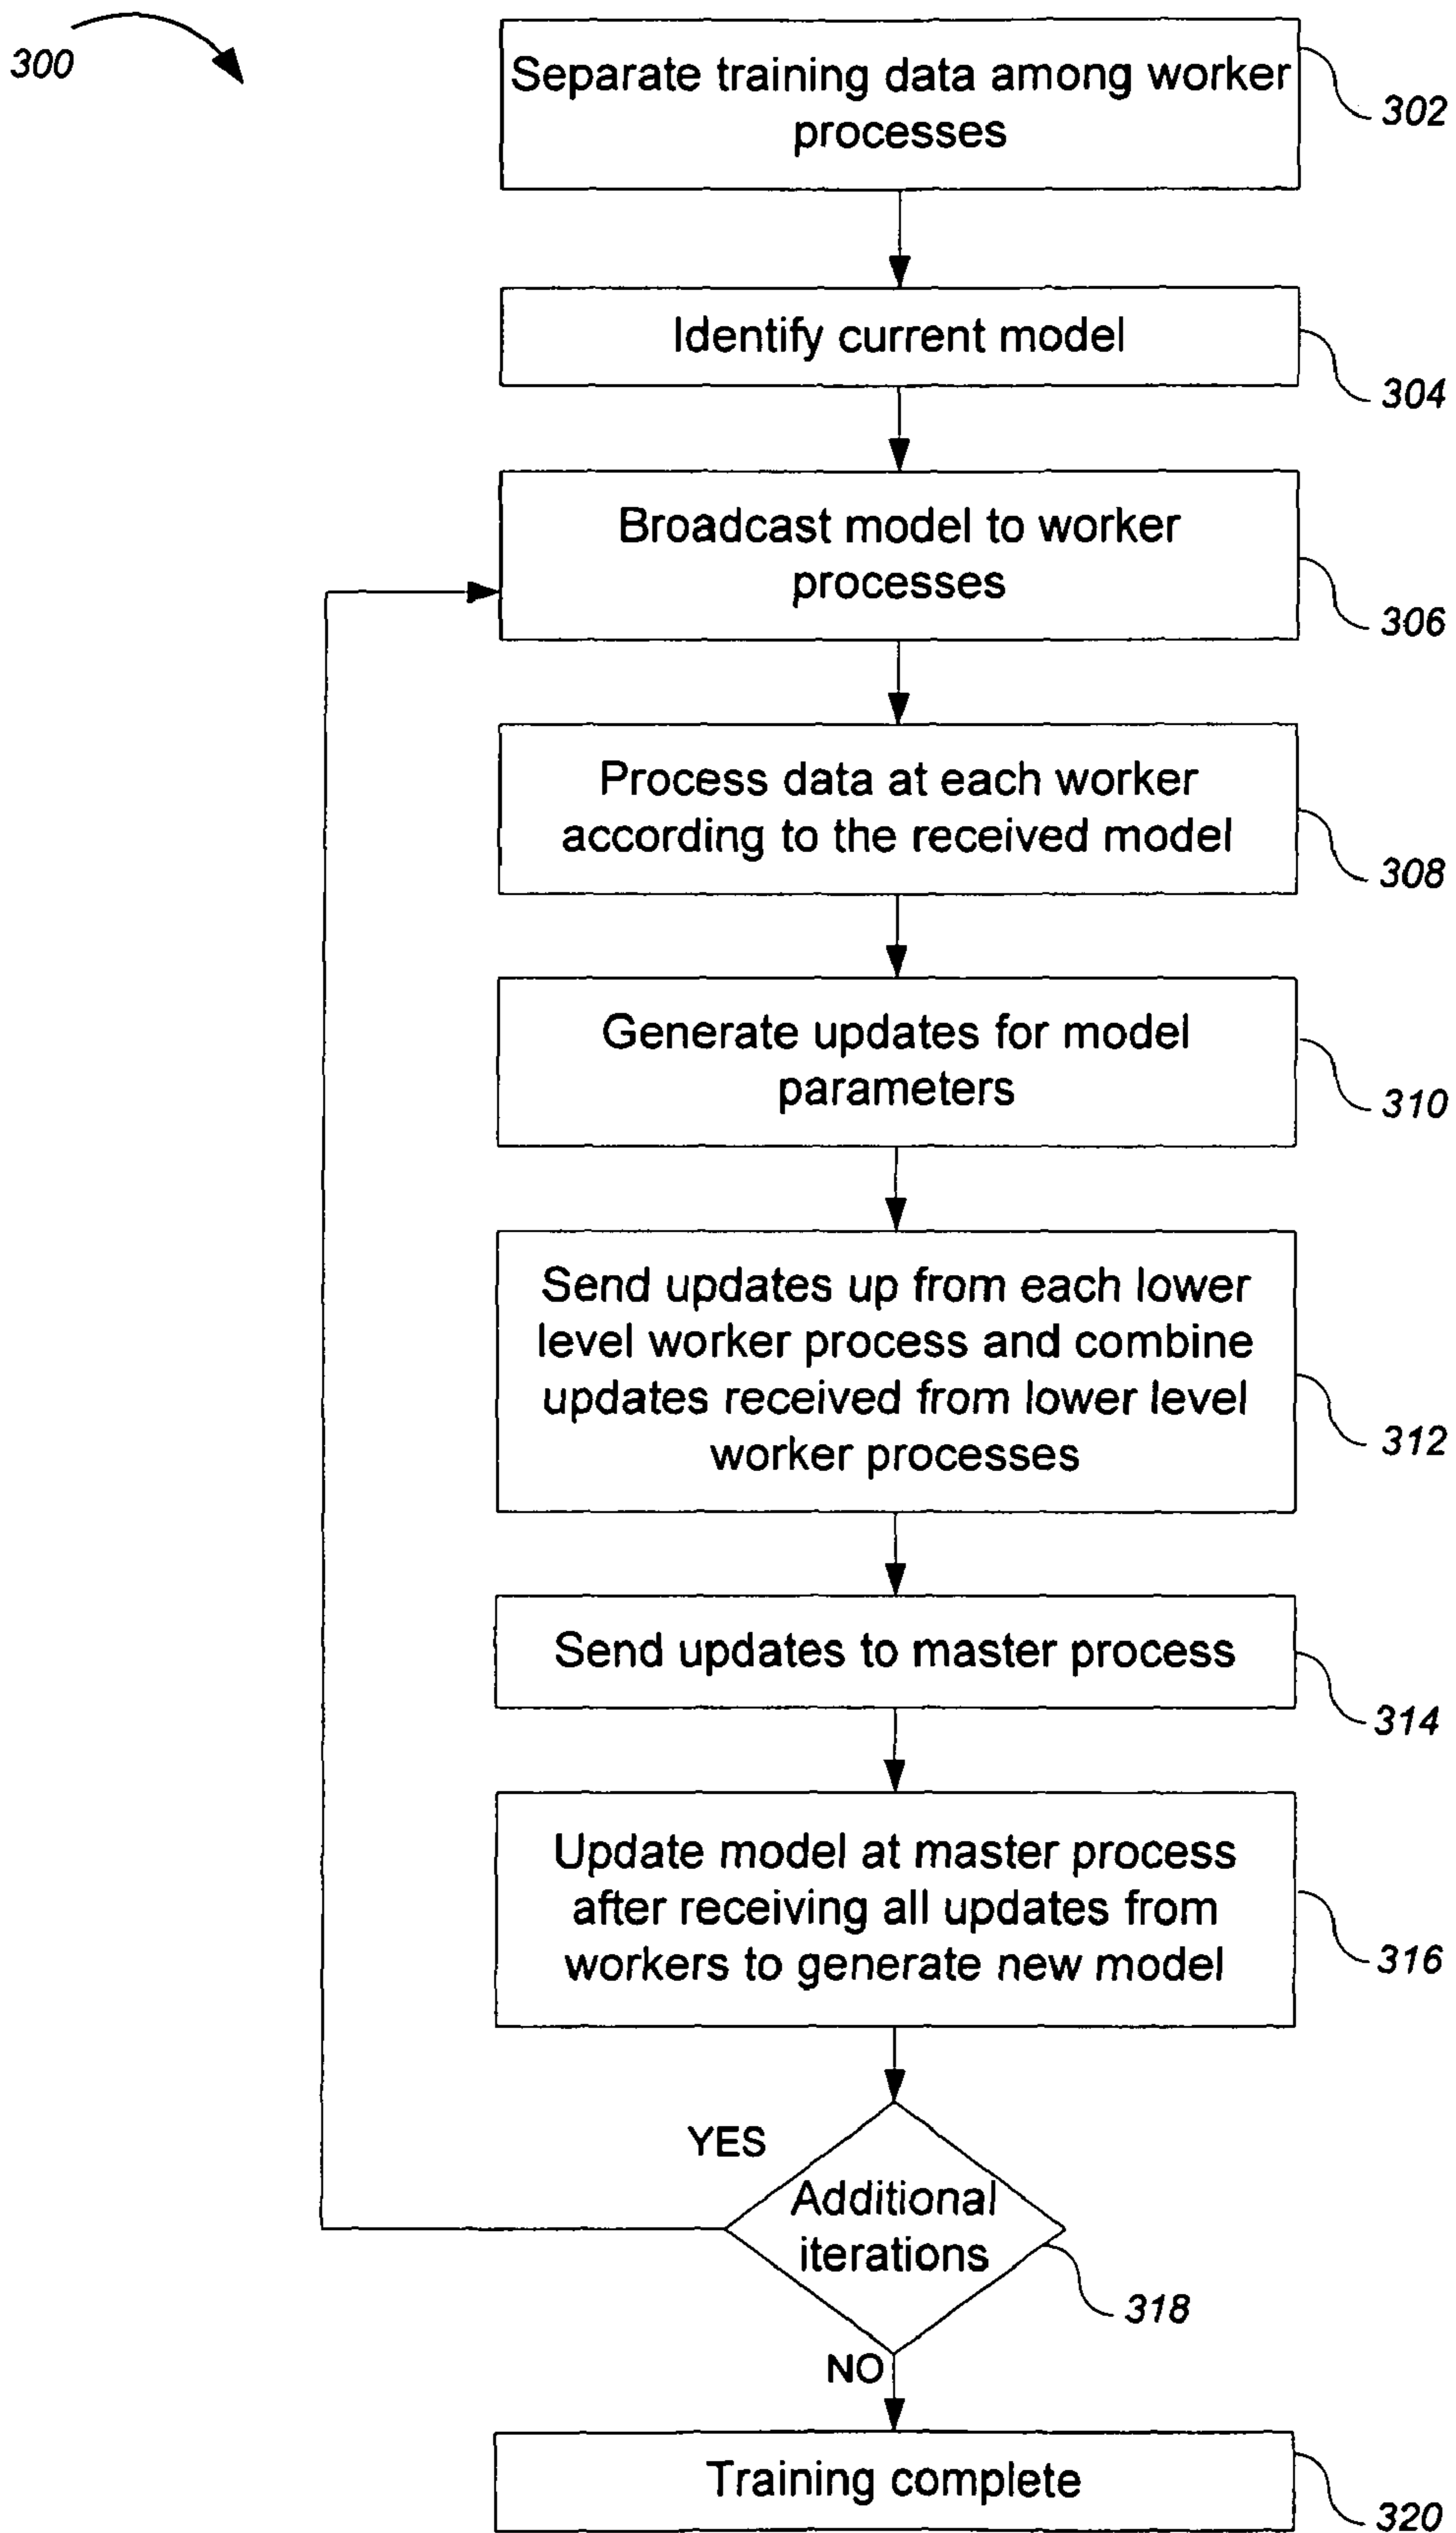 300
Separate training data among worker
processes
302
Identify current model
304
Broadcast model to worker
processes
306
Process data at each worker
according to the received model
308
Generate updates for model
parameters
310
Send updates up from each lower
level worker process and combine
updates received from lower level
worker processes
312
Send updates to master process
314
Update model at master process
after receiving all updates from
workers to generate new model
316
YES
Additional
iterations
318
NO
Training complete
320